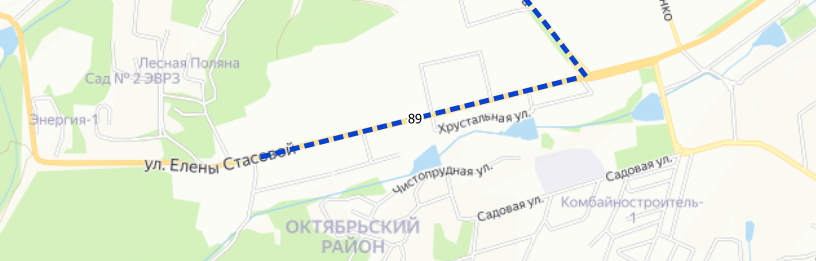 НКО
Лесная Поляна
Сад № 2 ЭВРЗ
Энергия-1
89
Хрустальная ул.
ул. Елены Стасовой
Чистопрудная ул.
Садовая ул.
Садовая ул.
Комбайностроитель-
-1
ОКТЯБРЬСКИЙ
РАЙОН